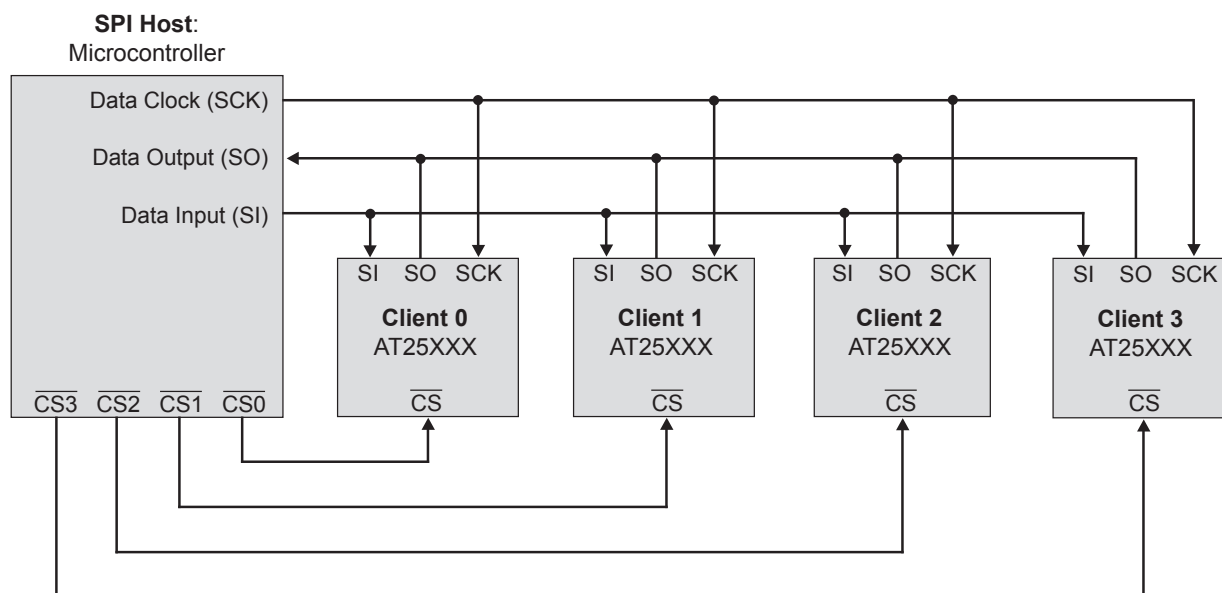 SPI Host:
Microcontroller
Data Clock (SCK)
Data Output (SO)
Data Input (SI)
CS3 CS2 CS1 CS0
SI SO SCK
Client 0
AT25XXX
CS
SI SO SCK
Client 1
AT25XXX
CS
SI SO SCK
Client 2
AT25XXX
CS
SI SO SCK
Client 3
AT25XXX
CS